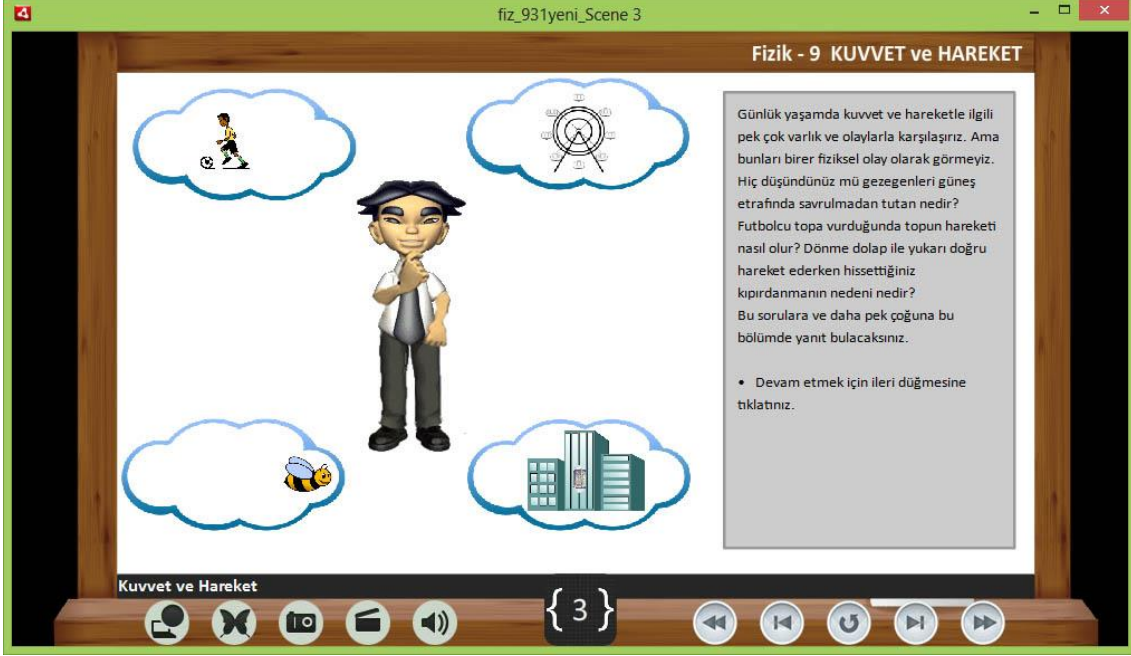 fiz_931yeni_Scene 3
Fizik - 9 KUVVET ve HAREKET
Günlük yaşamda kuvvet ve hareketle ilgili
pek çok varlık ve olaylarla karşılaşırız. Ama
bunları birer fiziksel olay olarak görmeyiz.
Hiç düşündünüz mü gezegenleri güneş
etrafında savrulmadan tutan nedir?
Futbolcu topa vurduğunda topun hareketi
nasıl olur? Dönme dolap ile yukarı doğru
hareket ederken hissettiğiniz
kıpırdanmanın nedeni nedir?
Bu sorulara ve daha pek çoğuna bu
bölümde yanıt bulacaksınız.
• Devam etmek için ileri düğmesine
tıklatınız.
Kuvvet ve Hareket
{ 3 }